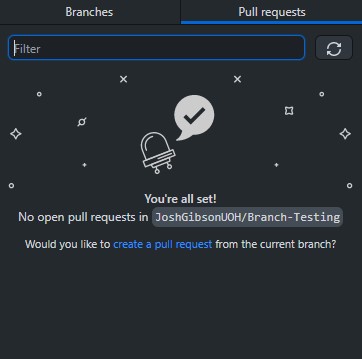 Branches Pull requests
Filter
You're all set!
No open pull requests in JoshGibsonUOH/Branch-Testing
Would you like to create a pull request from the current branch?